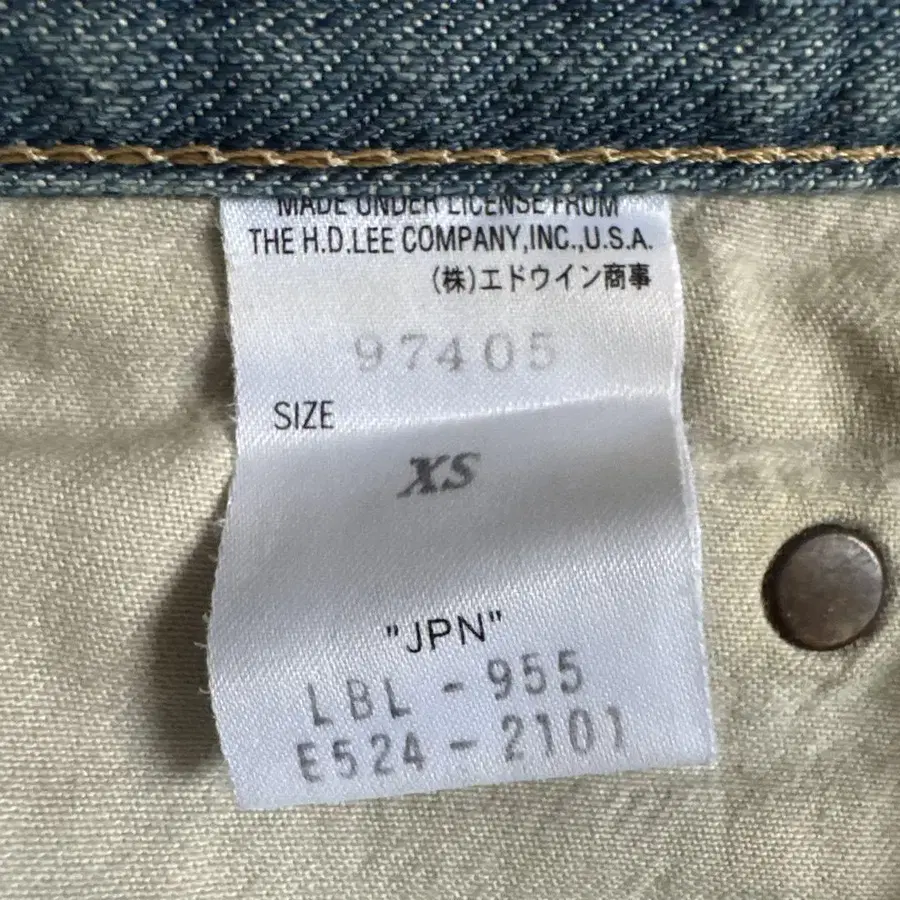 MADE UNDER LICENSE FROM
THE H.D.LEE COMPANY,INC.,U.S.A.
(株)エドウイン商事
97405
SIZE
XS
"JPN"
LBL-955
E524-2101